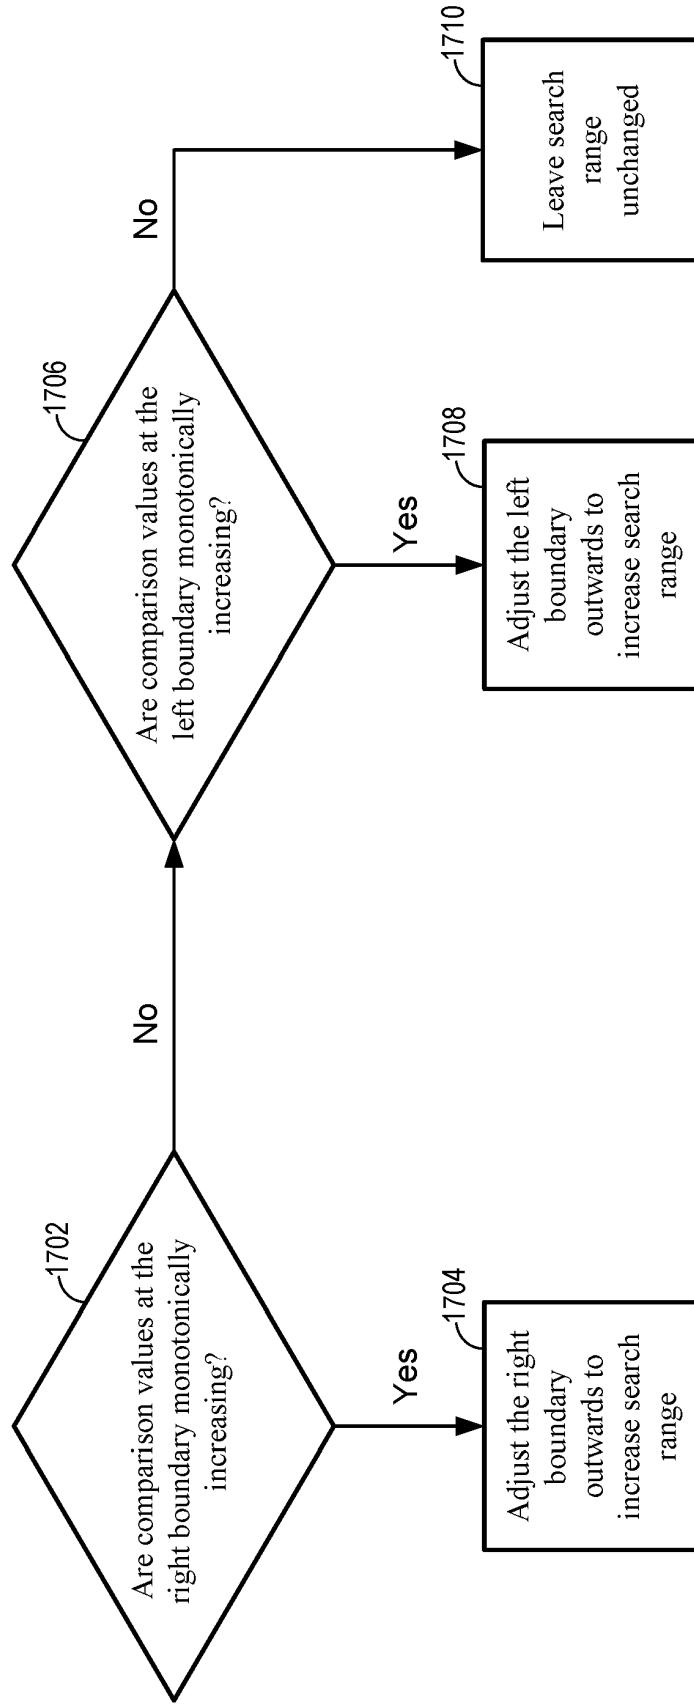 1702
Are comparison values at the
right boundary monotonically
increasing?
No
Yes
1704
Adjust the right
boundary
outwards to
increase search
range
1706
Are comparison values at the
left boundary monotonically
increasing?
No
Yes
1708
Adjust the left
boundary
outwards to
increase search
range
1710
Leave search
range
unchanged